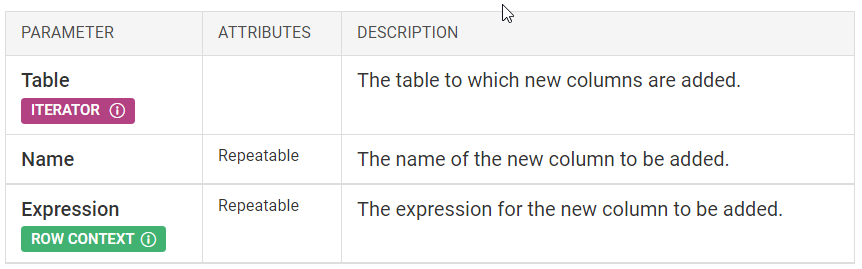 PARAMETER ATTRIBUTES DESCRIPTION
Table The table to which new columns are added.
ITERATOR
Name Repeatable The name of the new column to be added.
Expression Repeatable The expression for the new column to be added.
ROW CONTEXT